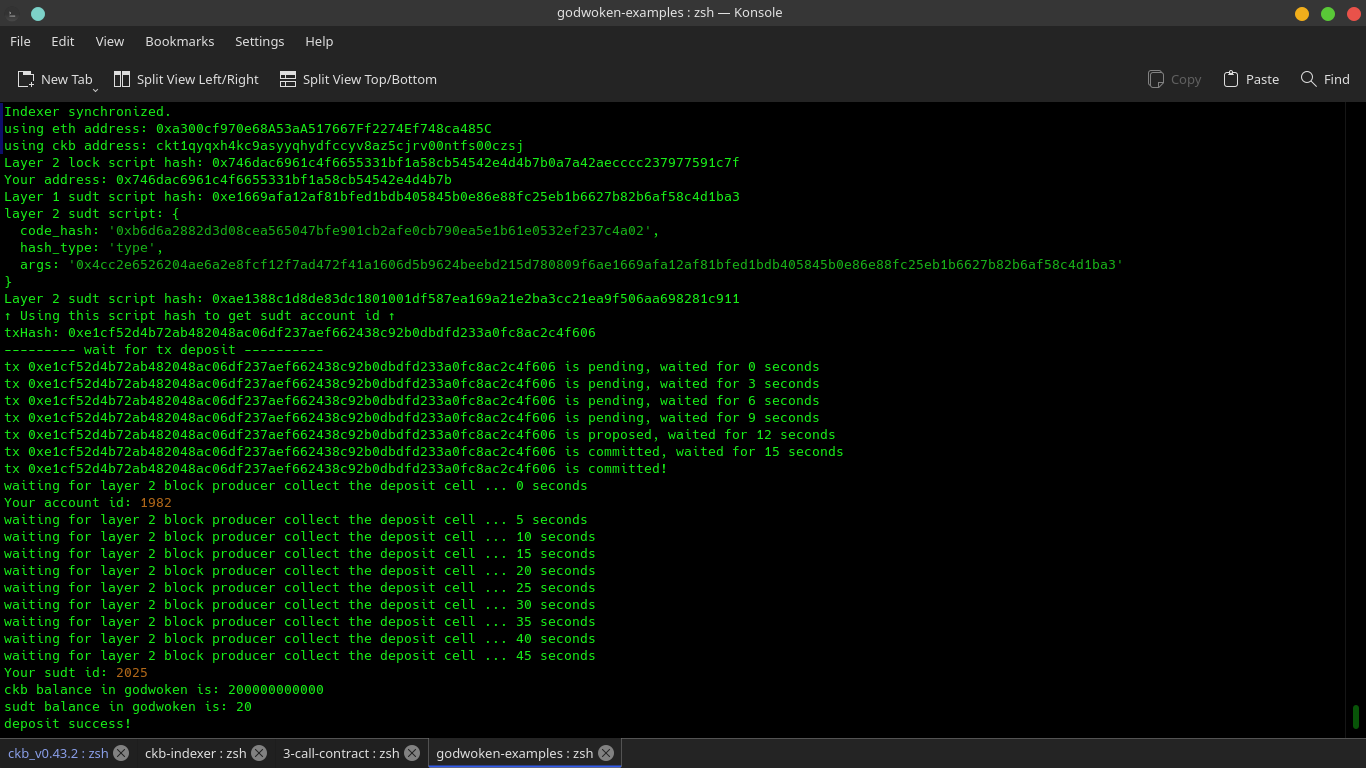 godwoken-examples : zsh — Konsole
File Edit View Bookmarks Settings Help
New Tab Split View Left/Right Split View Top/Bottom Copy Paste Find
Indexer synchronized.
using eth address: 0xa300cf970e68A53aA517667Ff2274Ef748ca485C
using ckb address: ckt1qyqxh4kc9asyyqhydfccyv8az5cjrv00ntfs00czsj
Layer 2 lock script hash: 0x746dac6961c4f6655331bf1a58cb54542e4d4b7b0a7a42aecccc237977591c7f
Your address: 0x746dac6961c4f6655331bf1a58cb54542e4d4b7b
Layer 1 sudt script hash: 0xe1669afa12af81bfed1bdb405845b0e86e88fc25eb1b6627b82b6af58c4d1ba3
layer 2 sudt script: {
  code_hash: '0xb6d6a2882d3d08cea565047bfe901cb2afe0cb790ea5e1b61e0532ef237c4a02',
  hash_type: 'type',
  args: '0x4cc2e6526204ae6a2e8fcf12f7ad472f41a1606d5b9624beebd215d780809f6ae1669afa12af81bfed1bdb405845b0e86e88fc25eb1b6627b82b6af58c4d1ba3'
}
Layer 2 sudt script hash: 0xae1388c1d8de83dc1801001df587ea169a21e2ba3cc21ea9f506aa698281c911
↑ Using this script hash to get sudt account id ↑
txHash: 0xe1cf52d4b72ab482048ac06df237aef662438c92b0dbdfd233a0fc8ac2c4f606
--------- wait for tx deposit ----------
tx 0xe1cf52d4b72ab482048ac06df237aef662438c92b0dbdfd233a0fc8ac2c4f606 is pending, waited for 0 seconds
tx 0xe1cf52d4b72ab482048ac06df237aef662438c92b0dbdfd233a0fc8ac2c4f606 is pending, waited for 3 seconds
tx 0xe1cf52d4b72ab482048ac06df237aef662438c92b0dbdfd233a0fc8ac2c4f606 is pending, waited for 6 seconds
tx 0xe1cf52d4b72ab482048ac06df237aef662438c92b0dbdfd233a0fc8ac2c4f606 is pending, waited for 9 seconds
tx 0xe1cf52d4b72ab482048ac06df237aef662438c92b0dbdfd233a0fc8ac2c4f606 is proposed, waited for 12 seconds
tx 0xe1cf52d4b72ab482048ac06df237aef662438c92b0dbdfd233a0fc8ac2c4f606 is committed, waited for 15 seconds
tx 0xe1cf52d4b72ab482048ac06df237aef662438c92b0dbdfd233a0fc8ac2c4f606 is committed!
waiting for layer 2 block producer collect the deposit cell ... 0 seconds
Your account id: 1982
waiting for layer 2 block producer collect the deposit cell ... 5 seconds
waiting for layer 2 block producer collect the deposit cell ... 10 seconds
waiting for layer 2 block producer collect the deposit cell ... 15 seconds
waiting for layer 2 block producer collect the deposit cell ... 20 seconds
waiting for layer 2 block producer collect the deposit cell ... 25 seconds
waiting for layer 2 block producer collect the deposit cell ... 30 seconds
waiting for layer 2 block producer collect the deposit cell ... 35 seconds
waiting for layer 2 block producer collect the deposit cell ... 40 seconds
waiting for layer 2 block producer collect the deposit cell ... 45 seconds
Your sudt id: 2025
ckb balance in godwoken is: 200000000000
sudt balance in godwoken is: 20
deposit success!
ckb_v0.43.2 : zsh ckb-indexer : zsh 3-call-contract : zsh godwoken-examples : zsh